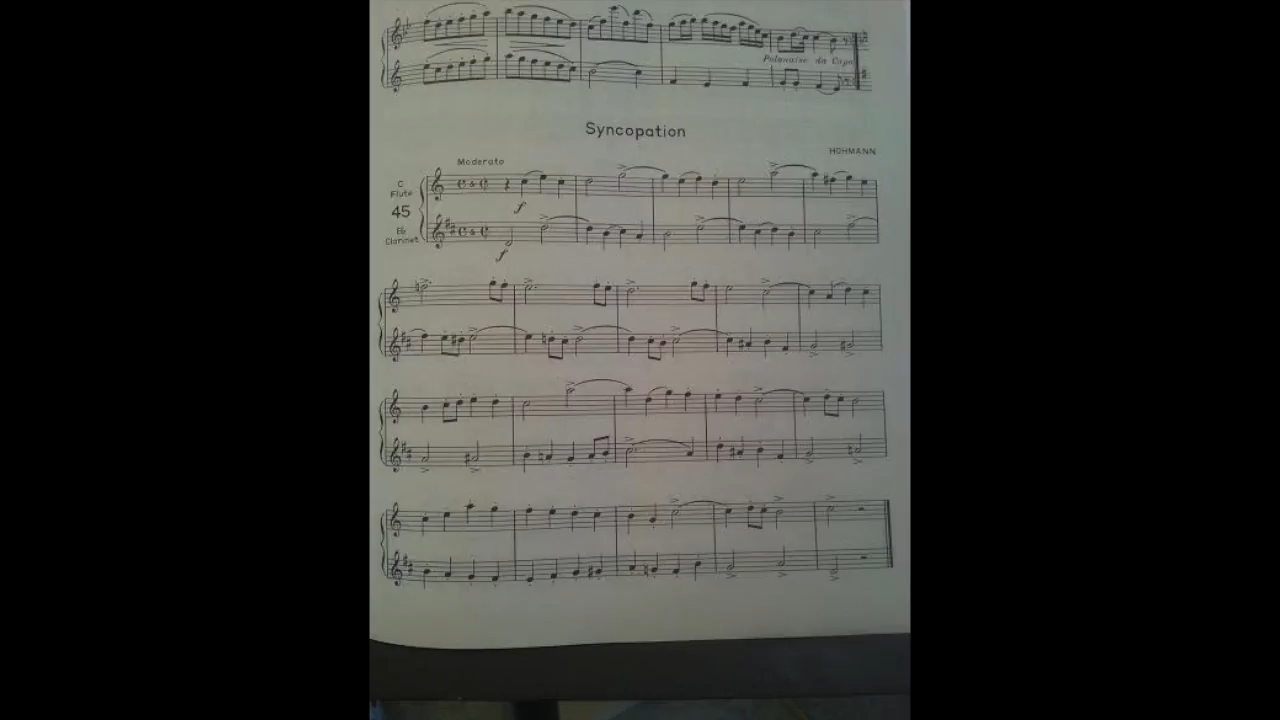 Polonaise da Capo
Syncopation
HOHMANN
Moderato
C
Flute
45
Eb
Clarinet
f
f